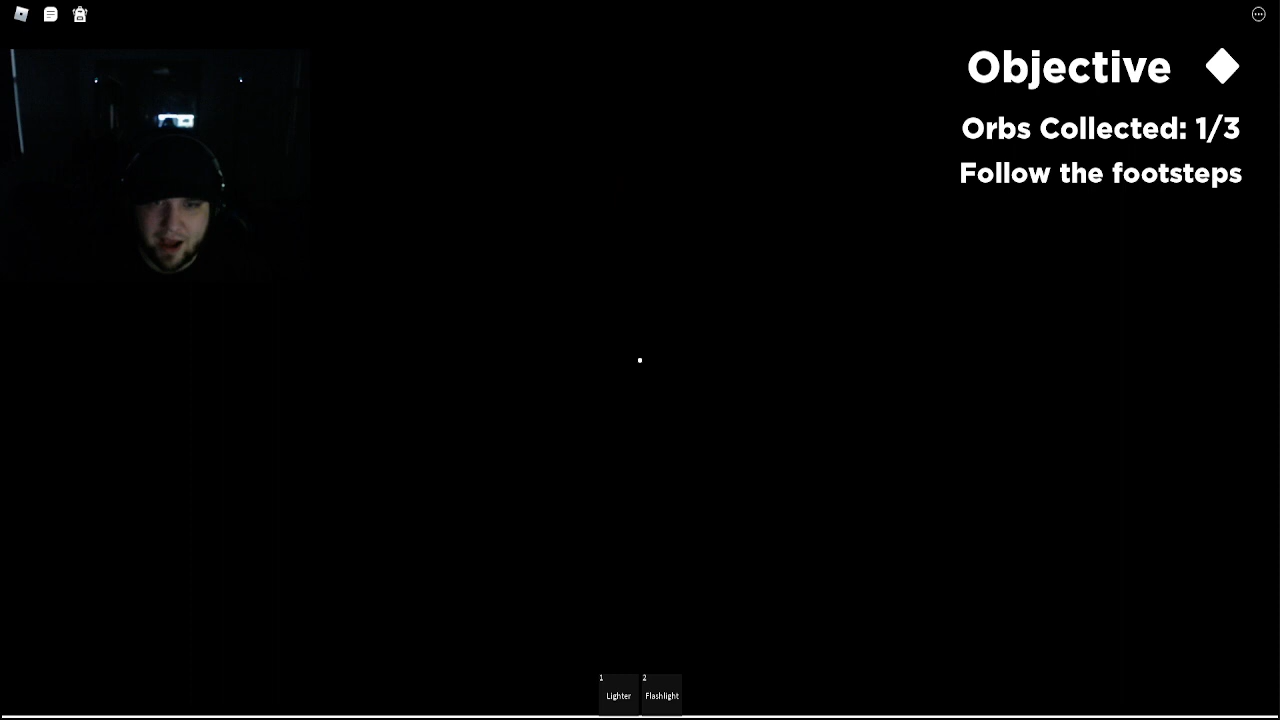 Objective
Orbs Collected: 1/3
Follow the footsteps
1
2
Lighter
Flashlight